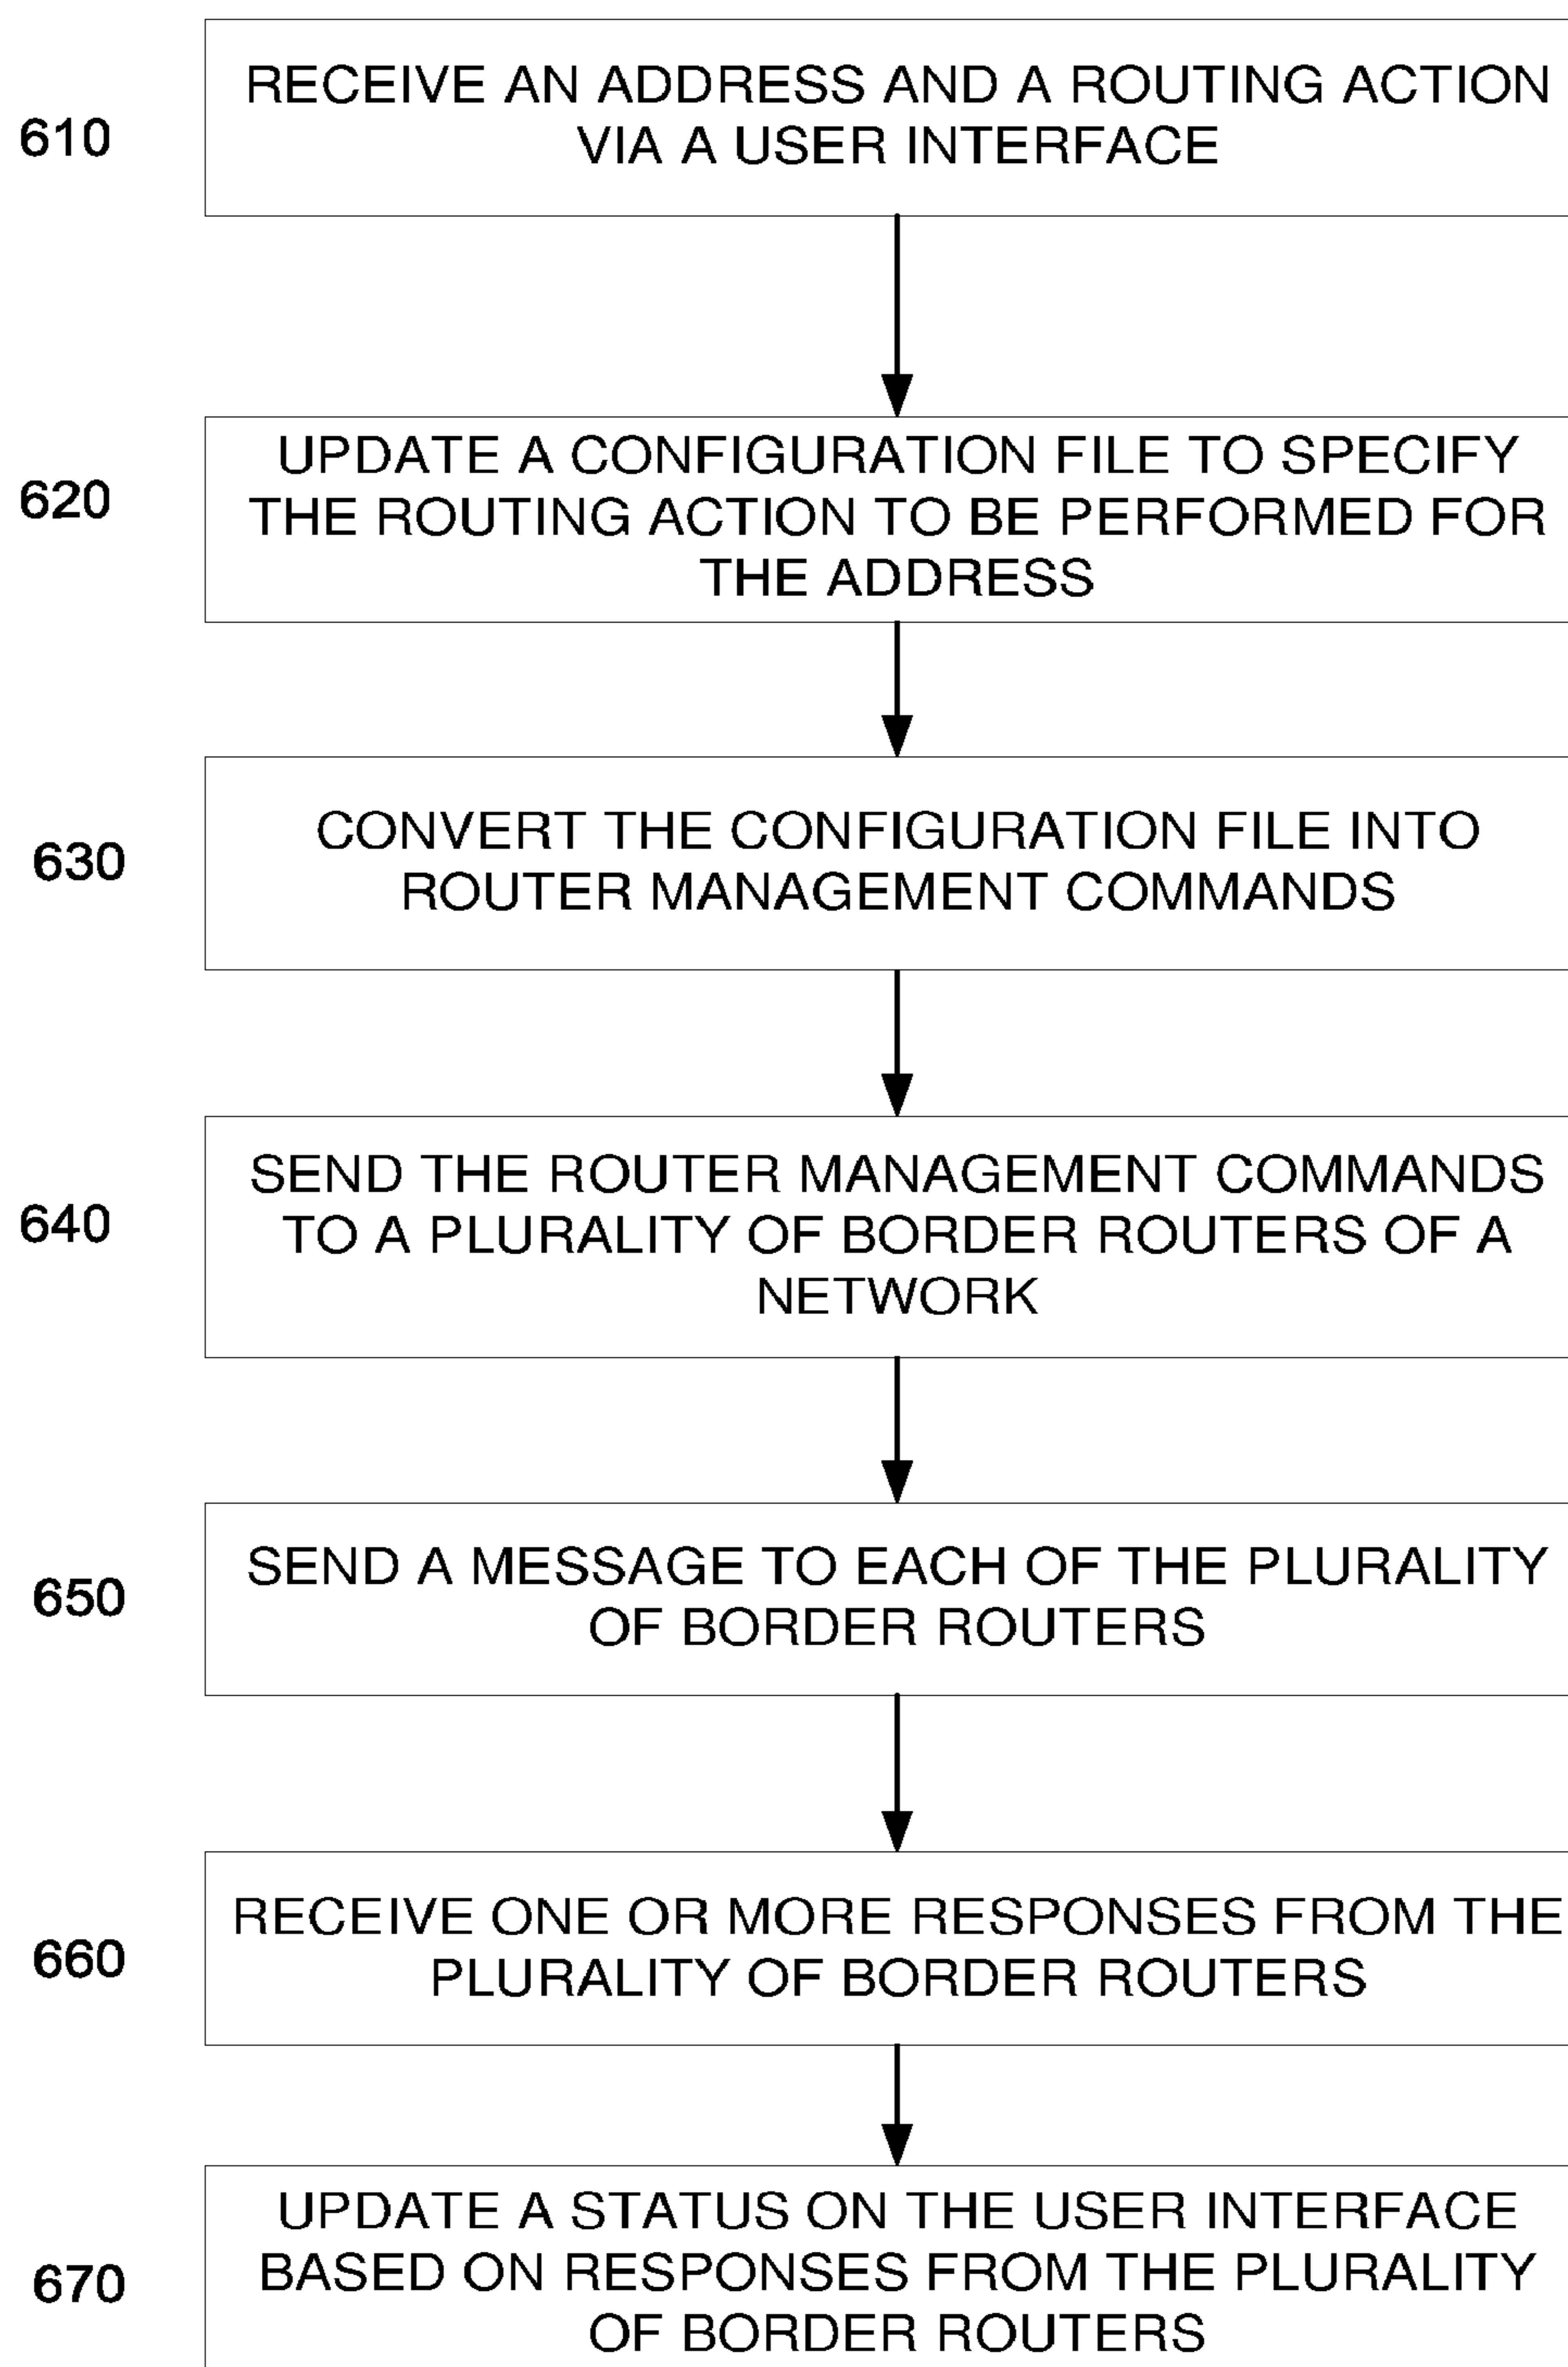 610
RECEIVE AN ADDRESS AND A ROUTING ACTION
VIA A USER INTERFACE
620
UPDATE A CONFIGURATION FILE TO SPECIFY
THE ROUTING ACTION TO BE PERFORMED FOR
THE ADDRESS
630
CONVERT THE CONFIGURATION FILE INTO
ROUTER MANAGEMENT COMMANDS
640
SEND THE ROUTER MANAGEMENT COMMANDS
TO A PLURALITY OF BORDER ROUTERS OF A
NETWORK
650
SEND A MESSAGE TO EACH OF THE PLURALITY
OF BORDER ROUTERS
660
RECEIVE ONE OR MORE RESPONSES FROM THE
PLURALITY OF BORDER ROUTERS
670
UPDATE A STATUS ON THE USER INTERFACE
BASED ON RESPONSES FROM THE PLURALITY
OF BORDER ROUTERS